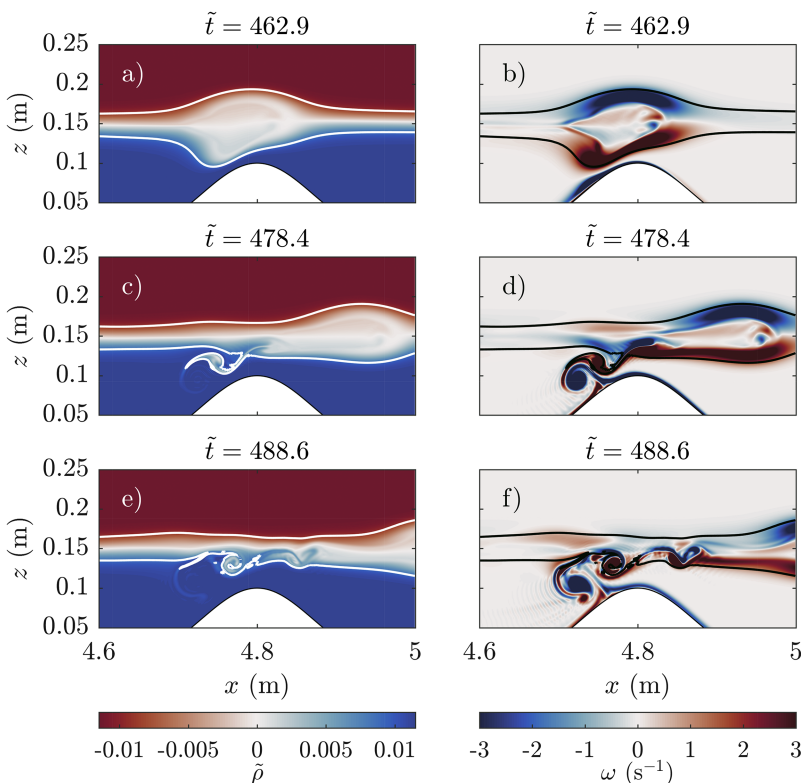 t̃ = 462.9 t̃ = 462.9
0.25
a) b)
0.2
z (m) 0.15
0.1
0.05
t̃ = 478.4 t̃ = 478.4
0.25
c) d)
0.2
z (m) 0.15
0.1
0.05
t̃ = 488.6 t̃ = 488.6
0.25
e) f)
0.2
z (m) 0.15
0.1
0.05
4.6 4.8 5 4.6 4.8 5
x (m) x (m)
-0.01 -0.005 0 0.005 0.01 -3 -2 -1 0 1 2 3
ρ̃ ω (s⁻¹)